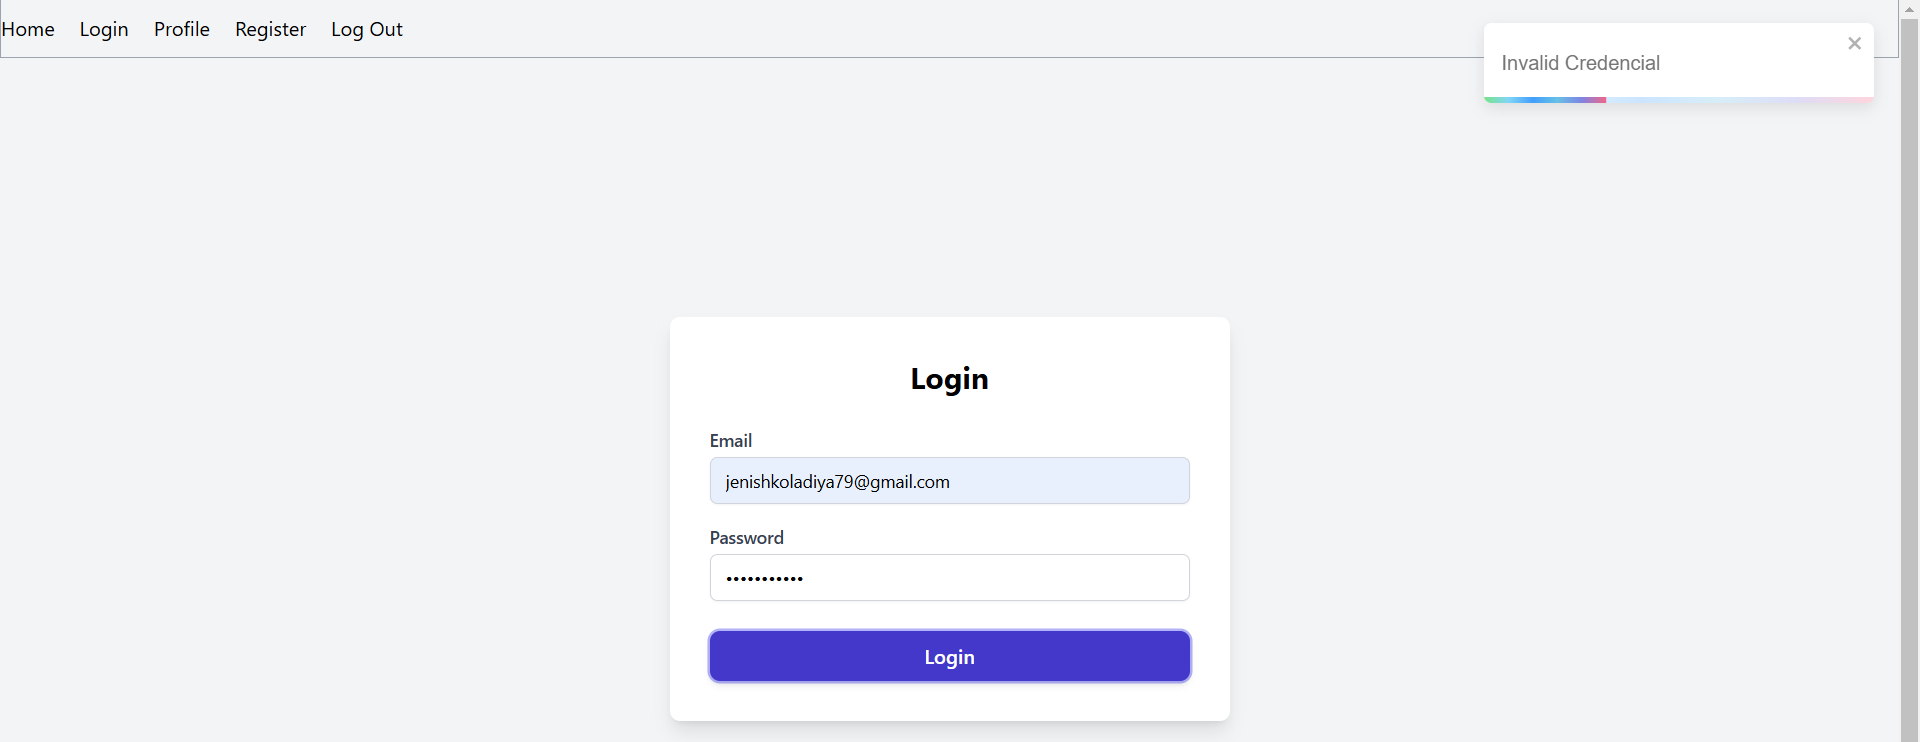 Home Login Profile Register Log Out
Invalid Credencial
Login
Email
jenishkoladiya79@gmail.com
Password
•••••••••••
Login